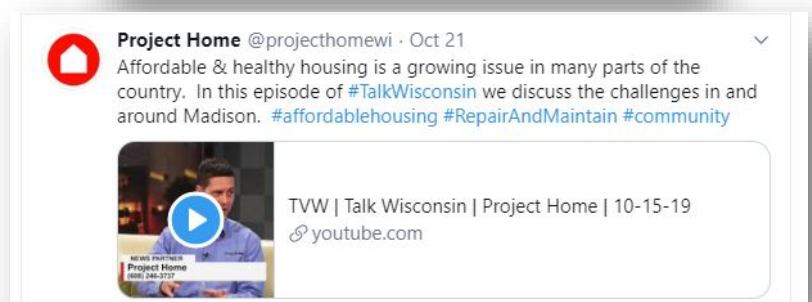 Project Home @projecthomewi · Oct 21
Affordable & healthy housing is a growing issue in many parts of the
country.  In this episode of #TalkWisconsin we discuss the challenges in and
around Madison.  #affordablehousing #RepairAndMaintain #community
TVW | Talk Wisconsin | Project Home | 10-15-19
youtube.com
NEWS PARTNER
Project Home
(608) 246-3737